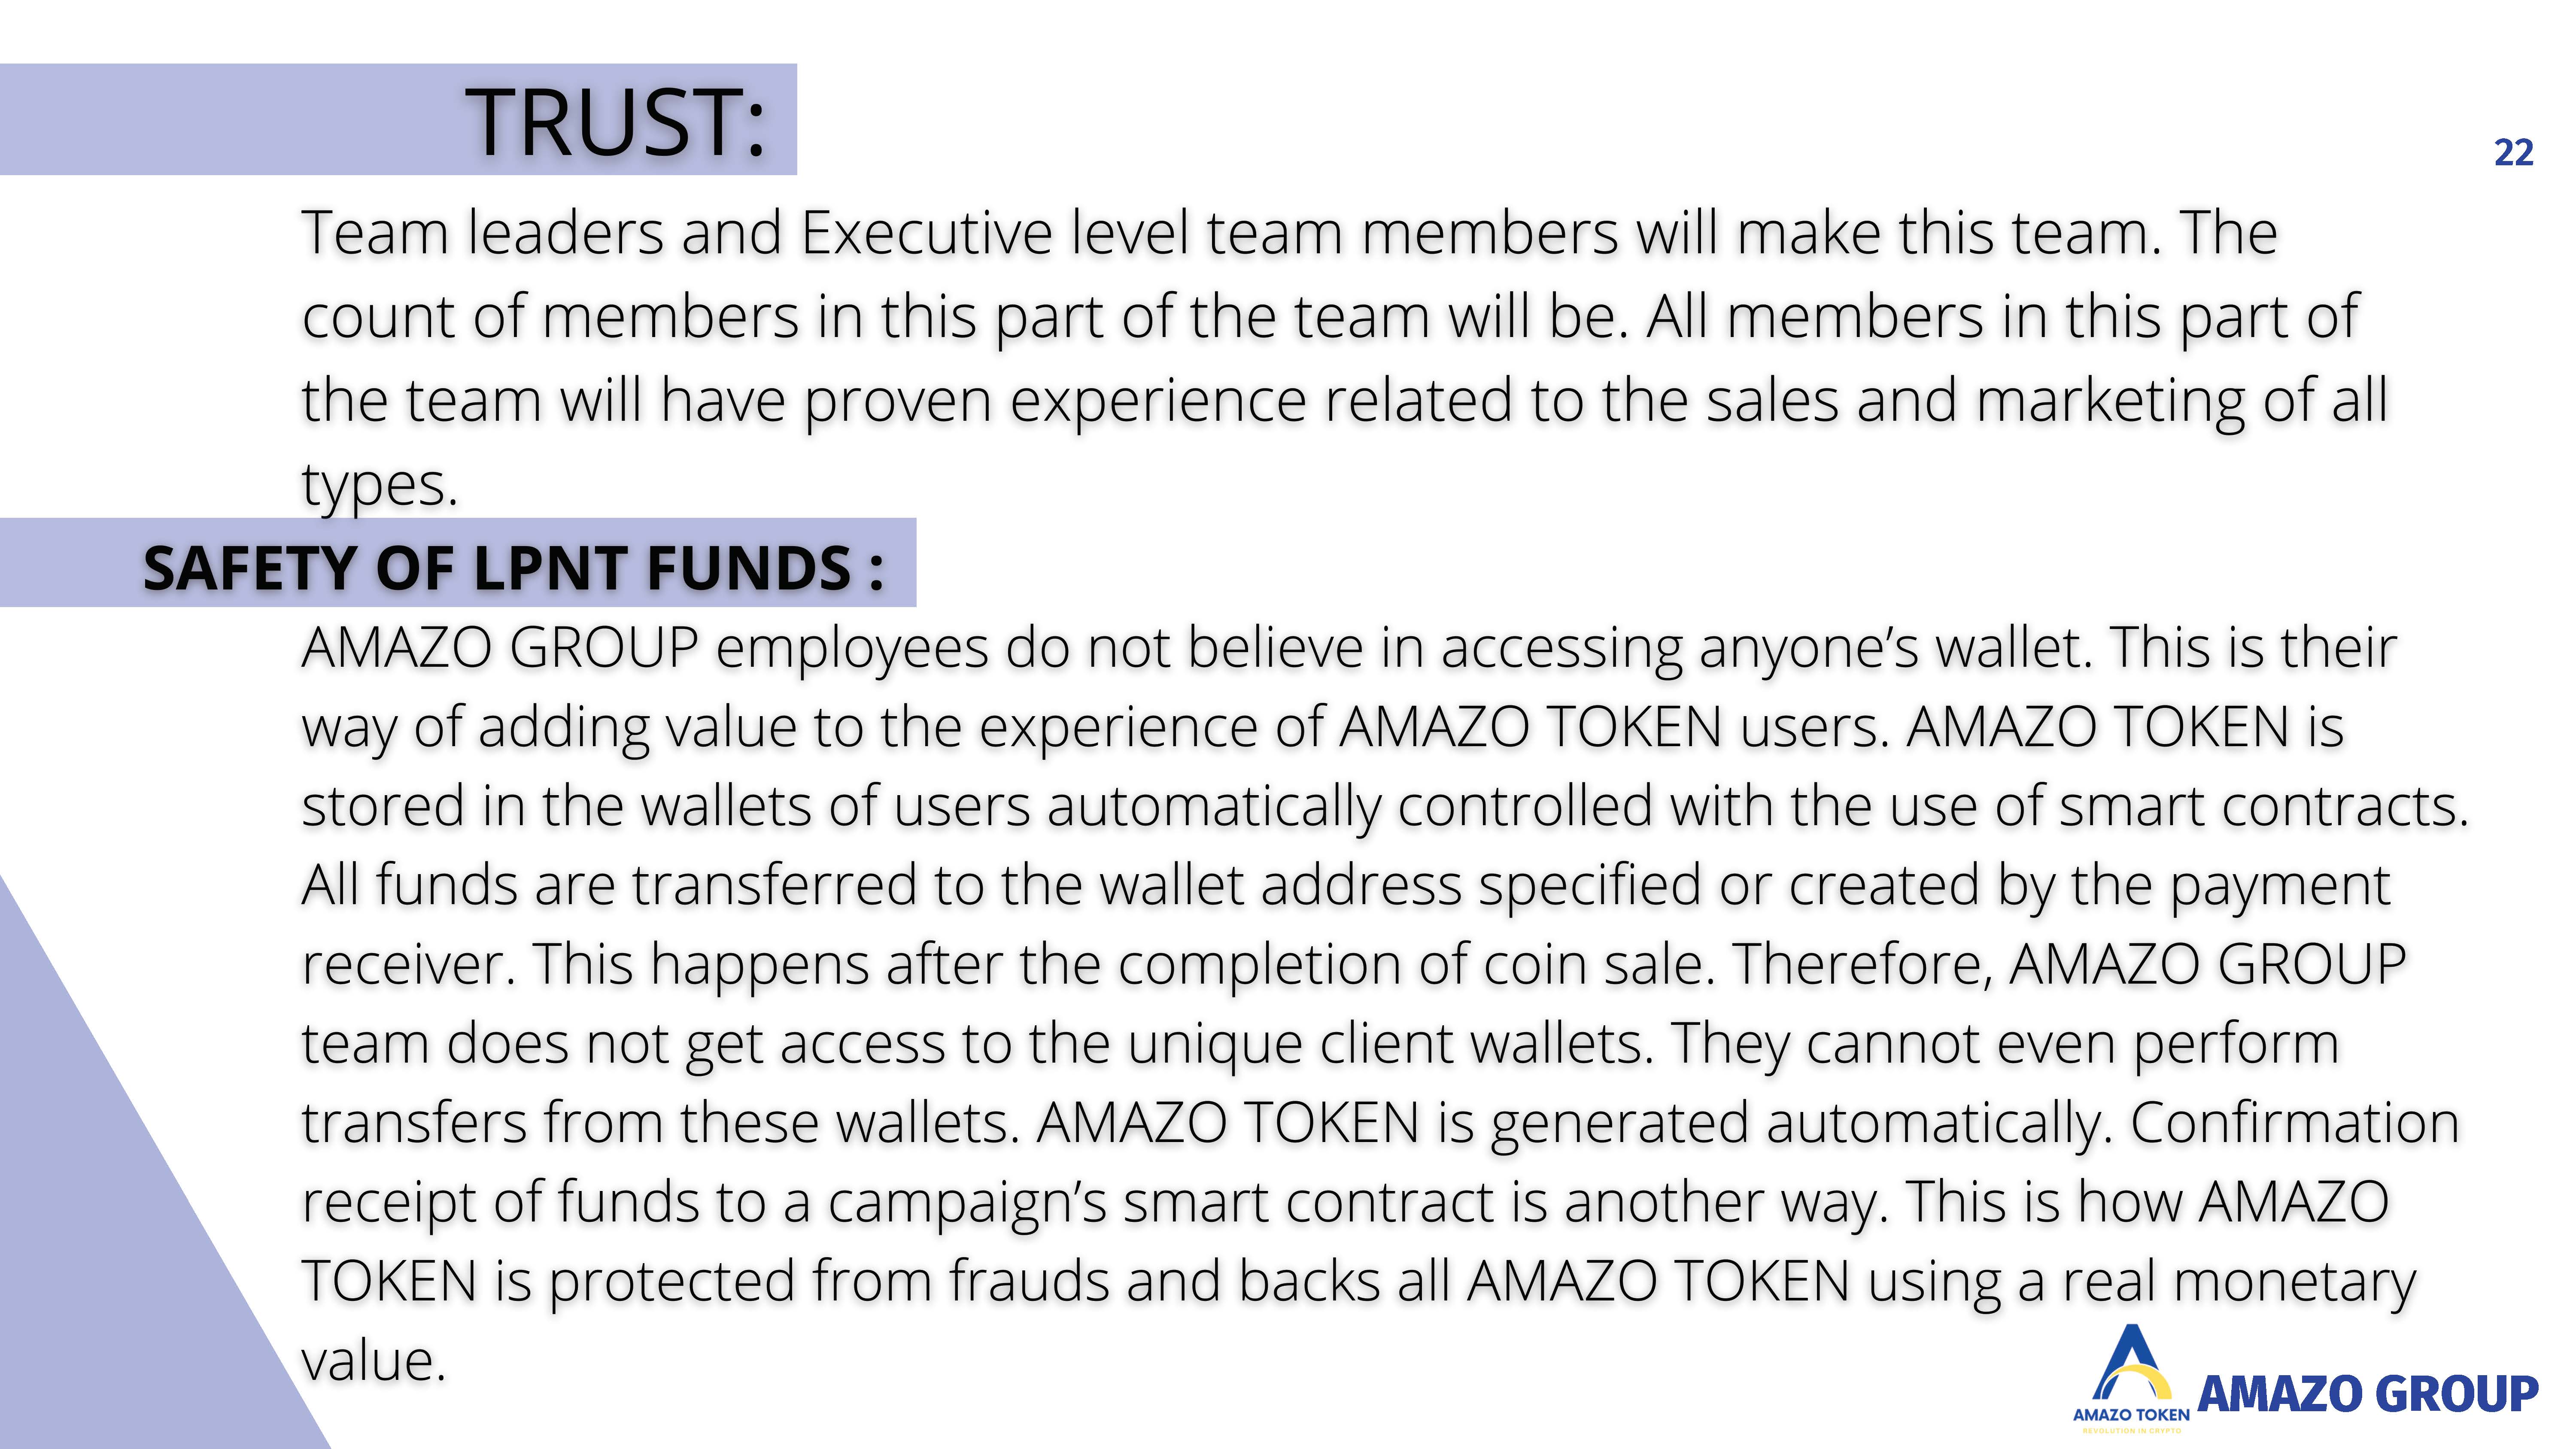 TRUST:
22
Team leaders and Executive level team members will make this team. The
count of members in this part of the team will be. All members in this part of
the team will have proven experience related to the sales and marketing of all
types.
SAFETY OF LPNT FUNDS :
AMAZO GROUP employees do not believe in accessing anyone’s wallet. This is their
way of adding value to the experience of AMAZO TOKEN users. AMAZO TOKEN is
stored in the wallets of users automatically controlled with the use of smart contracts.
All funds are transferred to the wallet address specified or created by the payment
receiver. This happens after the completion of coin sale. Therefore, AMAZO GROUP
team does not get access to the unique client wallets. They cannot even perform
transfers from these wallets. AMAZO TOKEN is generated automatically. Confirmation
receipt of funds to a campaign’s smart contract is another way. This is how AMAZO
TOKEN is protected from frauds and backs all AMAZO TOKEN using a real monetary
value.
AMAZO GROUP
AMAZO TOKEN
REVOLUTION IN CRYPTO